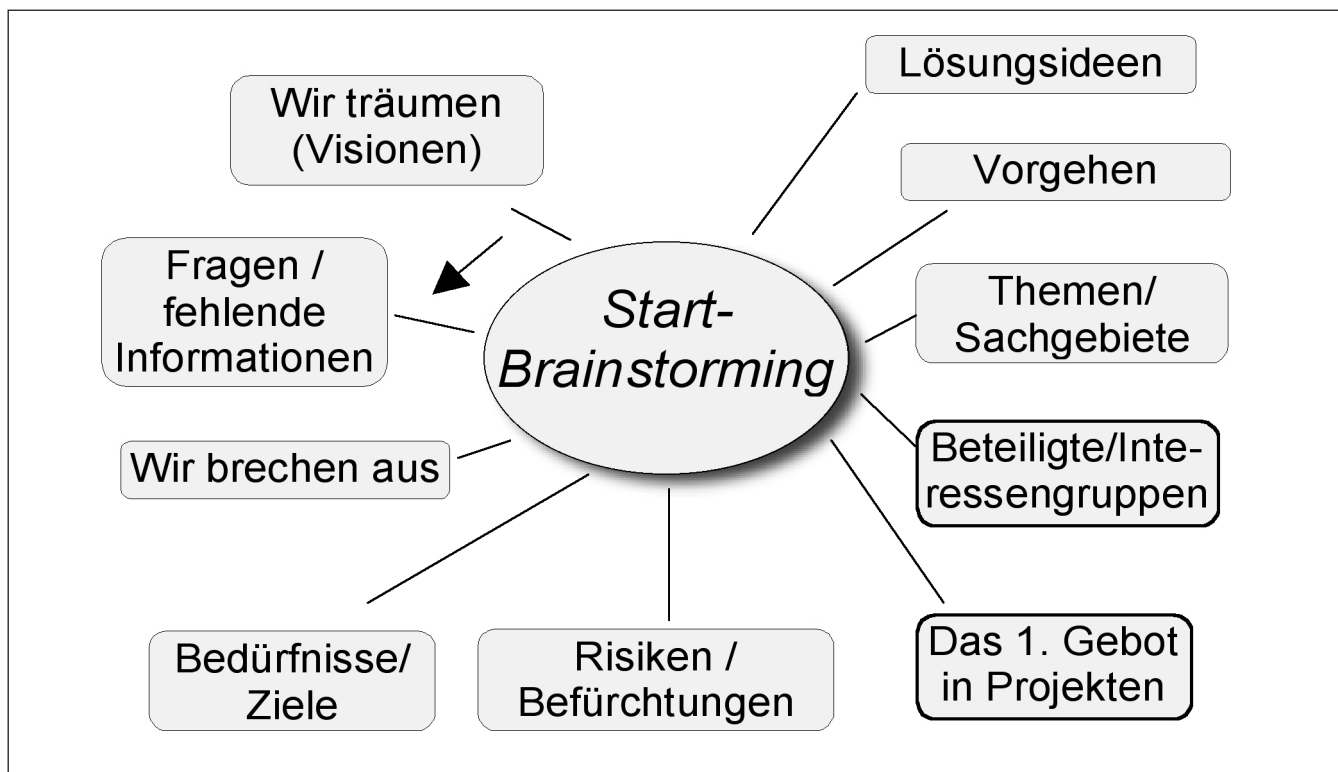 Lösungsideen
Wir träumen
(Visionen)
Vorgehen
Fragen /
fehlende
Informationen
Start-
Brainstorming
Themen/
Sachgebiete
Wir brechen aus
Beteiligte/Inte-
ressengruppen
Bedürfnisse/
Ziele
Risiken /
Befürchtungen
Das 1. Gebot
in Projekten